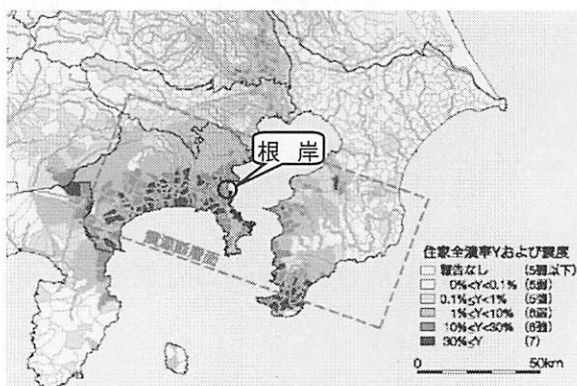 根 岸
震源断層面
住家全潰率Yおよび震度
報告なし (5弱以下)
0%<Y<0.1% (5弱)
0.1%≤Y<1% (5強)
1%≤Y<10% (6弱)
10%≤Y<30% (6強)
30%≤Y (7)
0 50km